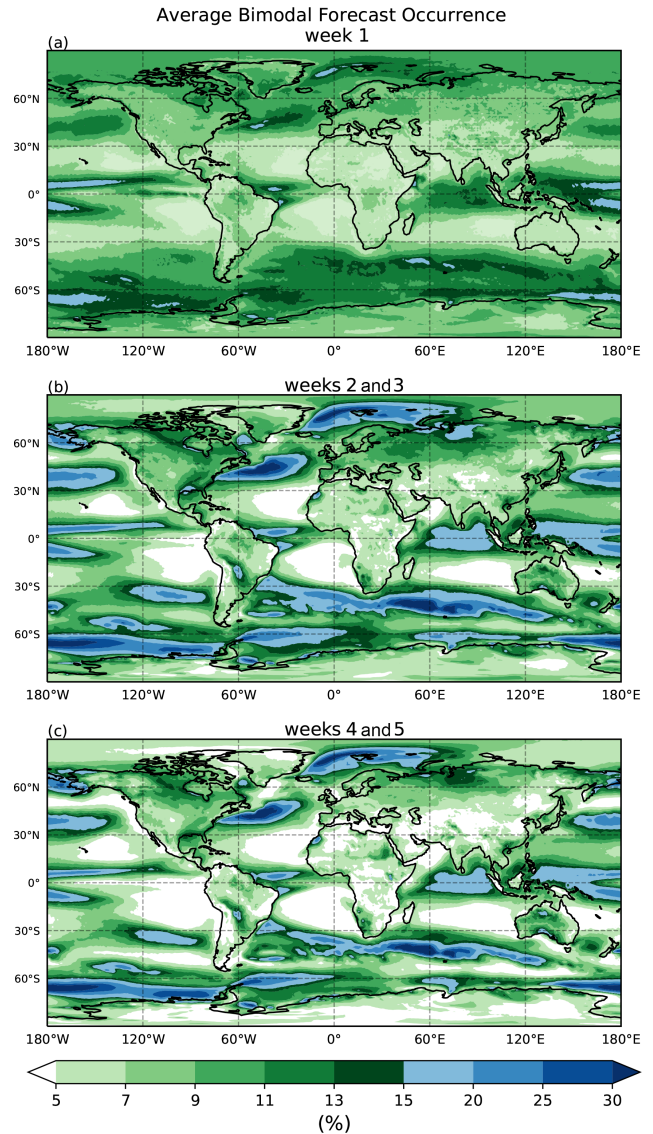 Average Bimodal Forecast Occurrence
week 1
(a)
60°N
30°N
0°
30°S
60°S
180°W 120°W 60°W 0° 60°E 120°E 180°E
(b) weeks 2 and 3
60°N
30°N
0°
30°S
60°S
180°W 120°W 60°W 0° 60°E 120°E 180°E
(c) weeks 4 and 5
60°N
30°N
0°
30°S
60°S
180°W 120°W 60°W 0° 60°E 120°E 180°E
5 7 9 11 13 15 20 25 30
(%)